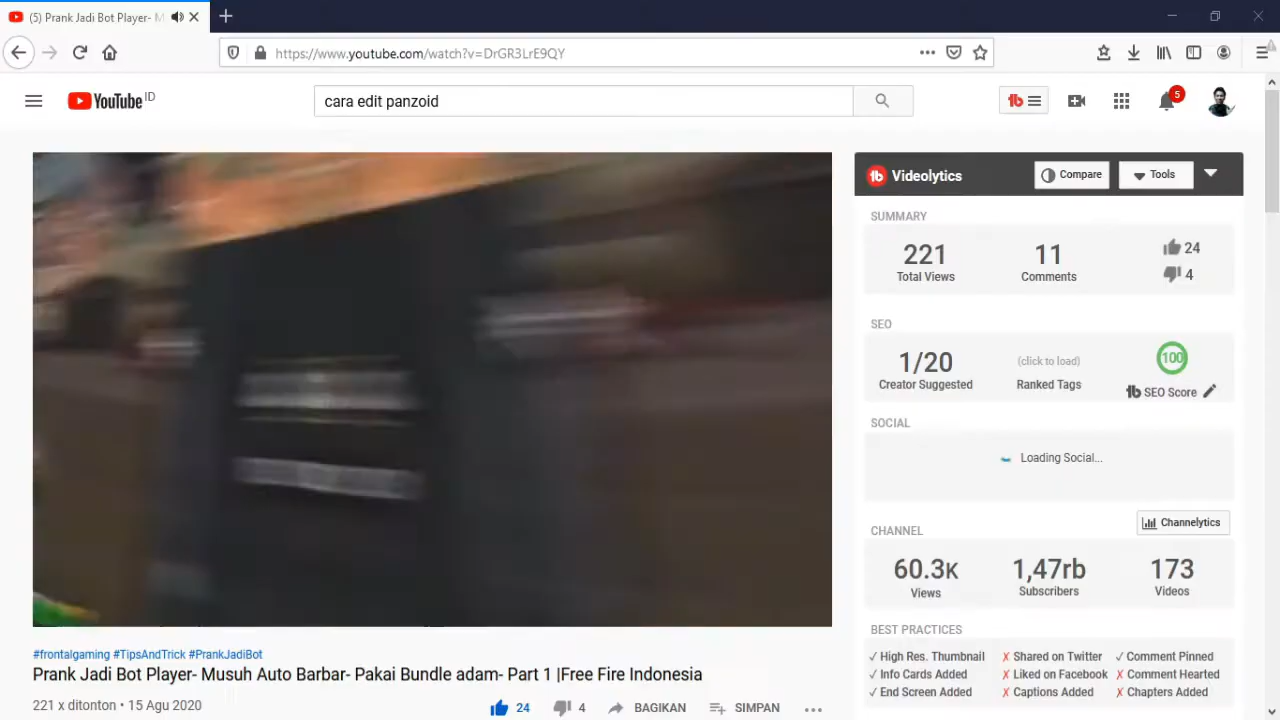 (5) Prank Jadi Bot Player- M
https://www.youtube.com/watch?v=DrGR3LrE9QY
YouTube ID
cara edit panzoid
5
Videolytics
Compare
Tools
SUMMARY
221
Total Views
11
Comments
24
4
SEO
1/20
Creator Suggested
(click to load)
Ranked Tags
100
SEO Score
SOCIAL
Loading Social...
CHANNEL
Channelytics
60.3K
Views
1,47rb
Subscribers
173
Videos
BEST PRACTICES
✓ High Res. Thumbnail ✗ Shared on Twitter ✓ Comment Pinned
✓ Info Cards Added ✗ Liked on Facebook ✗ Comment Hearted
✓ End Screen Added ✗ Captions Added ✗ Chapters Added
#frontalgaming #TipsAndTrick #PrankJadiBot
Prank Jadi Bot Player- Musuh Auto Barbar- Pakai Bundle adam- Part 1 |Free Fire Indonesia
221 x ditonton • 15 Agu 2020
24 4 BAGIKAN SIMPAN